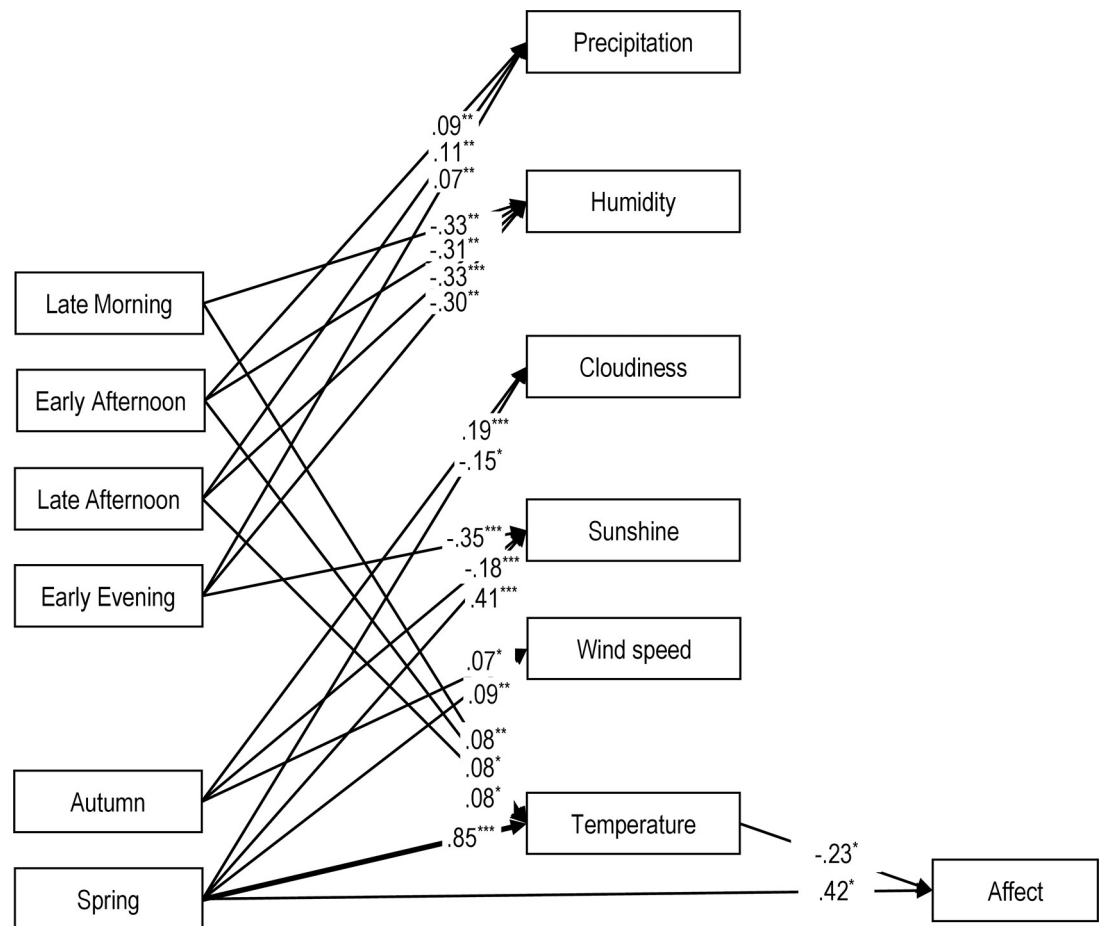 Precipitation
.09**
.11**
.07**
Humidity
-.33**
-.31**
-.33***
-.30**
Late Morning
Early Afternoon
Cloudiness
.19***
-.15*
Late Afternoon
Sunshine
-.35***
-.18***
.41***
Early Evening
Wind speed
.07*
.09**
.08**
.08*
.08*
Autumn
Temperature
.85***
-.23*
.42*
Spring
Affect